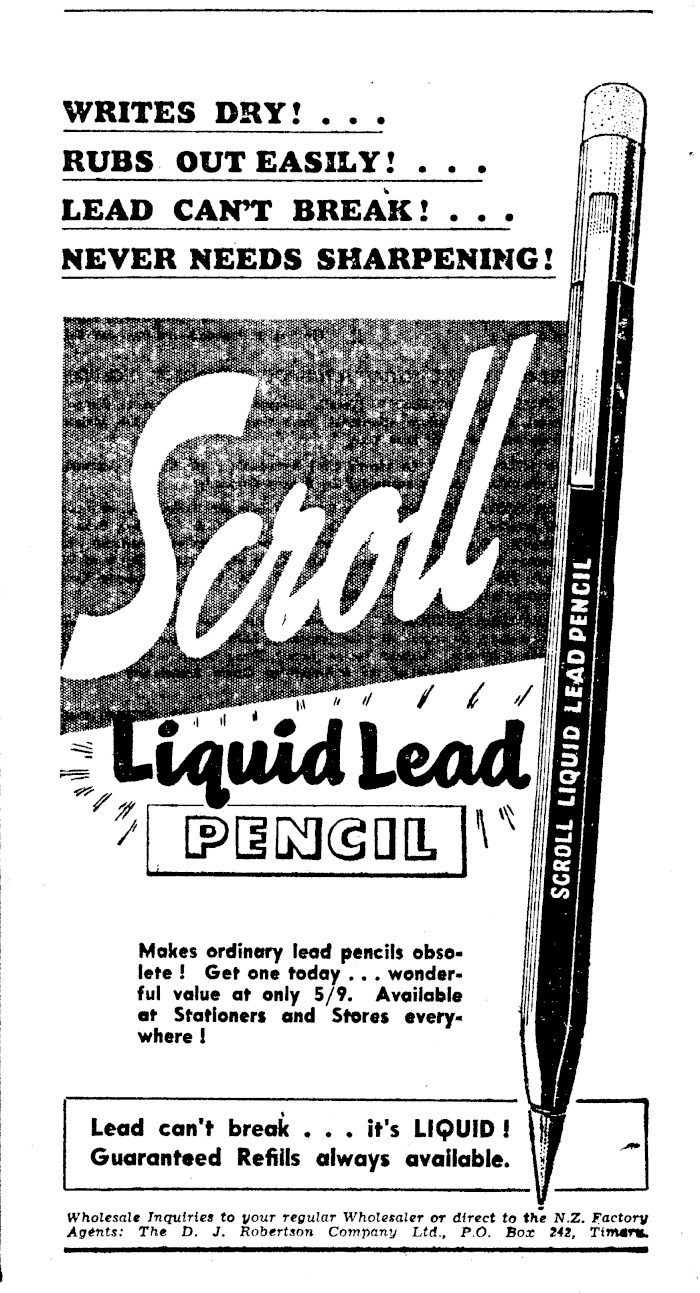 WRITES DRY! . . .
RUBS OUT EASILY! . . .
LEAD CAN'T BREAK! . . .
NEVER NEEDS SHARPENING!
Scroll
Liquid Lead
PENCIL
SCROLL LIQUID LEAD PENCIL
Makes ordinary lead pencils obso-
lete ! Get one today . . . wonder-
ful value at only 5/9. Available
at Stationers and Stores every-
where !
Lead can't break . . . it's LIQUID !
Guaranteed Refills always available.
Wholesale Inquiries to your regular Wholesaler or direct to the N.Z. Factory
Agents: The D. J. Robertson Company Ltd., P.O. Box 242, Timaru.